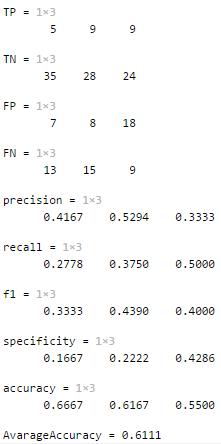 TP = 1×3
5 9 9
TN = 1×3
35 28 24
FP = 1×3
7 8 18
FN = 1×3
13 15 9
precision = 1×3
0.4167 0.5294 0.3333
recall = 1×3
0.2778 0.3750 0.5000
f1 = 1×3
0.3333 0.4390 0.4000
specificity = 1×3
0.1667 0.2222 0.4286
accuracy = 1×3
0.6667 0.6167 0.5500
AvarageAccuracy = 0.6111